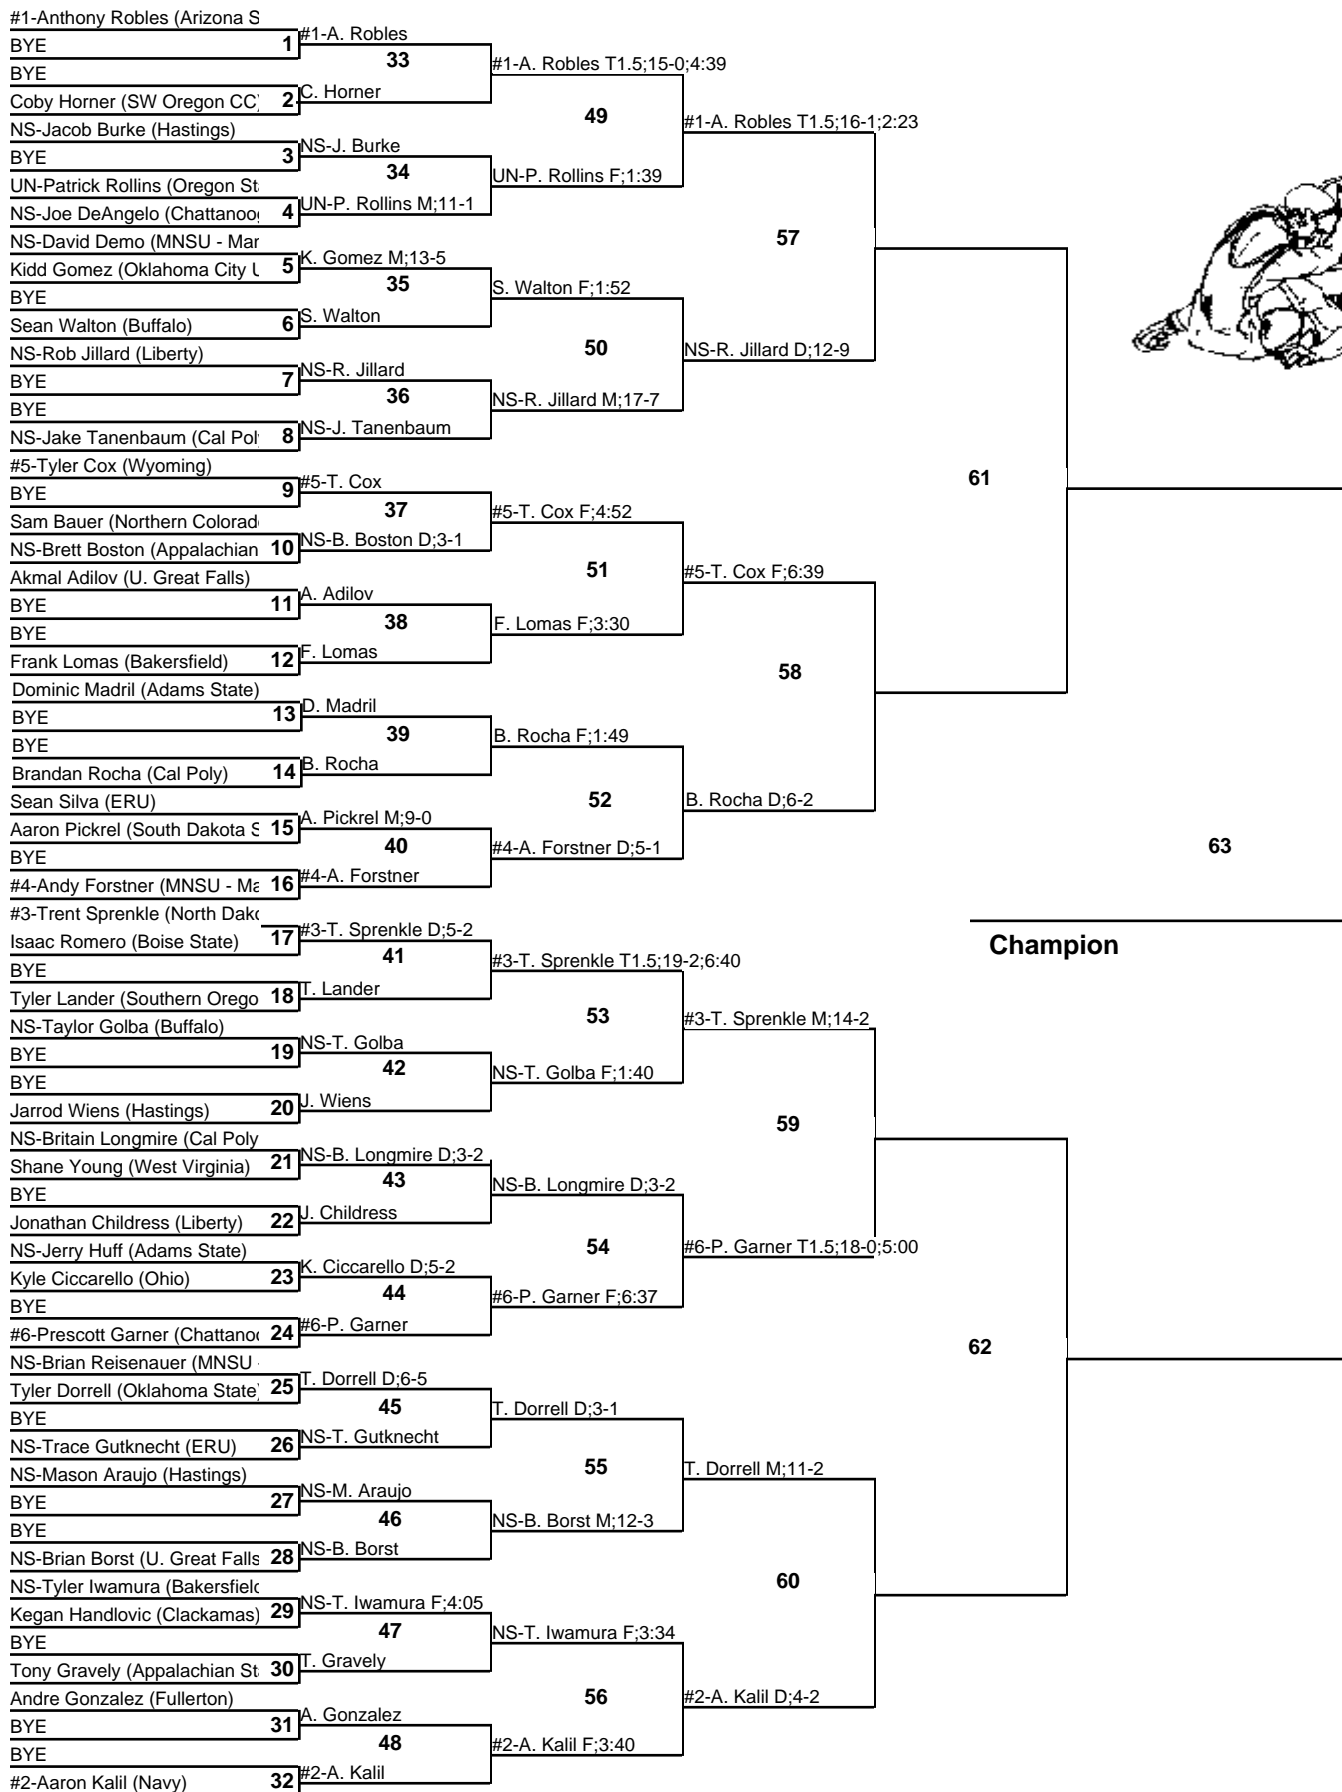 #1-Anthony Robles (Arizona S
BYE
1
BYE
Coby Horner (SW Oregon CC)
2
NS-Jacob Burke (Hastings)
BYE
3
UN-Patrick Rollins (Oregon St
NS-Joe DeAngelo (Chattanoo
4
NS-David Demo (MNSU - Man
Kidd Gomez (Oklahoma City U
5
BYE
Sean Walton (Buffalo)
6
NS-Rob Jillard (Liberty)
BYE
7
BYE
NS-Jake Tanenbaum (Cal Pol
8
#5-Tyler Cox (Wyoming)
BYE
9
Sam Bauer (Northern Colorad
NS-Brett Boston (Appalachian
10
Akmal Adilov (U. Great Falls)
BYE
11
BYE
Frank Lomas (Bakersfield)
12
Dominic Madril (Adams State)
BYE
13
BYE
Brandan Rocha (Cal Poly)
14
Sean Silva (ERU)
Aaron Pickrel (South Dakota S
15
BYE
#4-Andy Forstner (MNSU - Ma
16
#3-Trent Sprenkle (North Dako
Isaac Romero (Boise State)
17
BYE
Tyler Lander (Southern Orego
18
NS-Taylor Golba (Buffalo)
BYE
19
BYE
Jarrod Wiens (Hastings)
20
NS-Britain Longmire (Cal Poly
Shane Young (West Virginia)
21
BYE
Jonathan Childress (Liberty)
22
NS-Jerry Huff (Adams State)
Kyle Ciccarello (Ohio)
23
BYE
#6-Prescott Garner (Chattanoo
24
NS-Brian Reisenauer (MNSU -
Tyler Dorrell (Oklahoma State)
25
BYE
NS-Trace Gutknecht (ERU)
26
NS-Mason Araujo (Hastings)
BYE
27
BYE
NS-Brian Borst (U. Great Falls
28
NS-Tyler Iwamura (Bakersfield
Kegan Handlovic (Clackamas)
29
BYE
Tony Gravely (Appalachian St
30
Andre Gonzalez (Fullerton)
BYE
31
BYE
#2-Aaron Kalil (Navy)
32
#1-A. Robles
33
C. Horner
NS-J. Burke
34
UN-P. Rollins M;11-1
K. Gomez M;13-5
35
S. Walton
NS-R. Jillard
36
NS-J. Tanenbaum
#5-T. Cox
37
NS-B. Boston D;3-1
A. Adilov
38
F. Lomas
D. Madril
39
B. Rocha
A. Pickrel M;9-0
40
#4-A. Forstner
#3-T. Sprenkle D;5-2
41
T. Lander
NS-T. Golba
42
J. Wiens
NS-B. Longmire D;3-2
43
J. Childress
K. Ciccarello D;5-2
44
#6-P. Garner
T. Dorrell D;6-5
45
NS-T. Gutknecht
NS-M. Araujo
46
NS-B. Borst
NS-T. Iwamura F;4:05
47
T. Gravely
A. Gonzalez
48
#2-A. Kalil
#1-A. Robles T1.5;15-0;4:39
49
UN-P. Rollins F;1:39
S. Walton F;1:52
50
NS-R. Jillard M;17-7
#5-T. Cox F;4:52
51
F. Lomas F;3:30
B. Rocha F;1:49
52
#4-A. Forstner D;5-1
#3-T. Sprenkle T1.5;19-2;6:40
53
NS-T. Golba F;1:40
NS-B. Longmire D;3-2
54
#6-P. Garner F;6:37
T. Dorrell D;3-1
55
NS-B. Borst M;12-3
NS-T. Iwamura F;3:34
56
#2-A. Kalil F;3:40
#1-A. Robles T1.5;16-1;2:23
57
NS-R. Jillard D;12-9
#5-T. Cox F;6:39
58
B. Rocha D;6-2
#3-T. Sprenkle M;14-2
59
#6-P. Garner T1.5;18-0;5:00
T. Dorrell M;11-2
60
#2-A. Kalil D;4-2
61
62
63
Champion